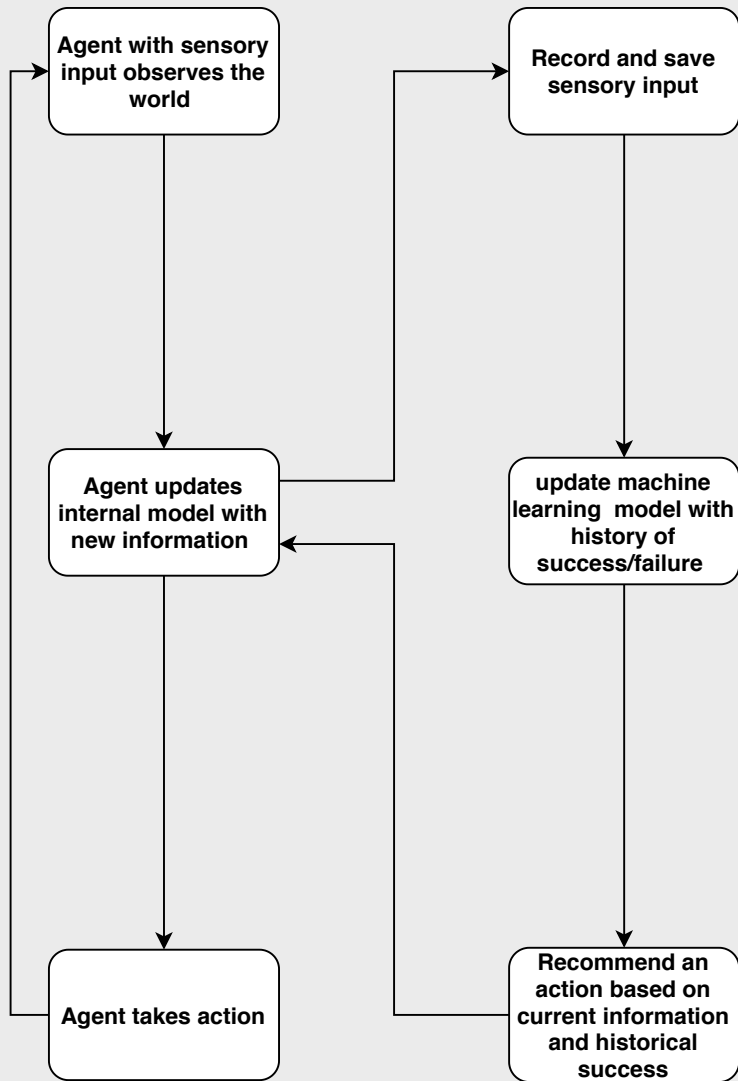 Agent with sensory
input observes the
world
Record and save
sensory input
Agent updates
internal model with
new information
update machine
learning  model with
history of
success/failure
Agent takes action
Recommend an
action based on
current information
and historical
success